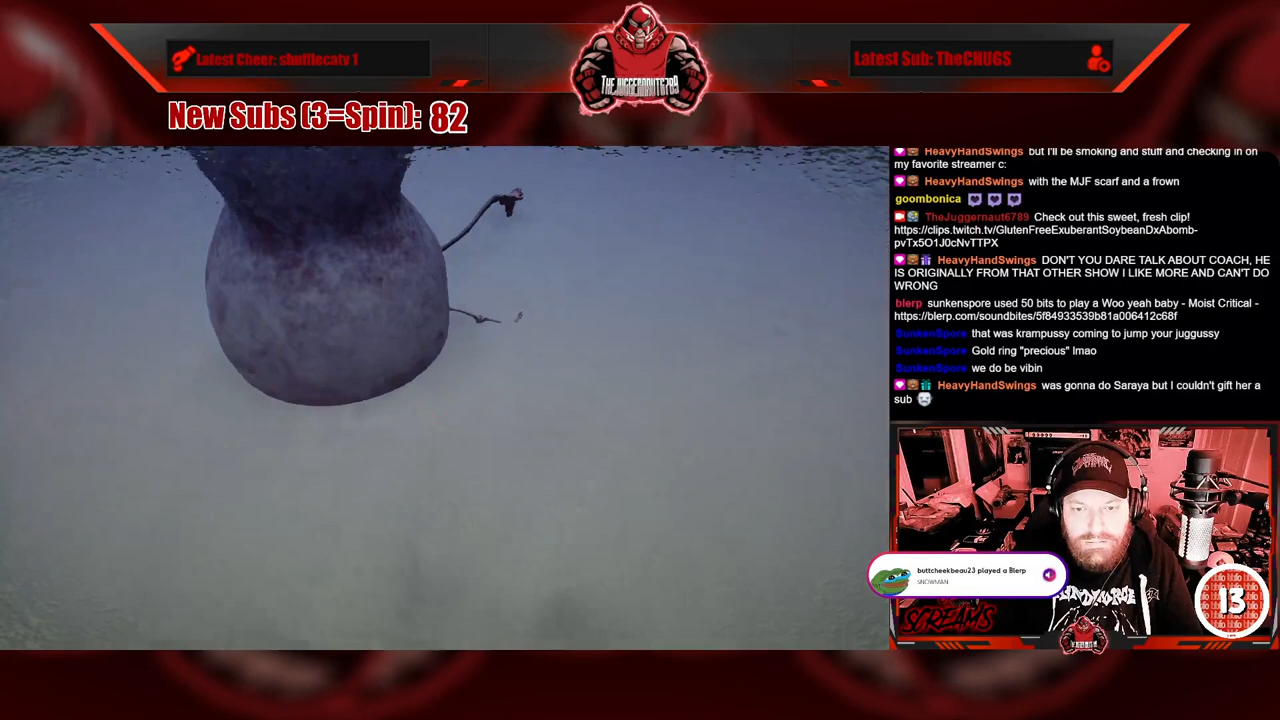 Latest Cheer: shufflecatv 1
THEJUGGERNAUT6789
Latest Sub: TheCHUGS
New Subs (3=Spin): 82
HeavyHandSwings but I'll be smoking and stuff and checking in on
my favorite streamer c:
HeavyHandSwings with the MJF scarf and a frown
goombonica
TheJuggernaut6789 Check out this sweet, fresh clip!
https://clips.twitch.tv/GlutenFreeExuberantSoybeanDxAbomb-
pvTx5O1J0cNvTTPX
HeavyHandSwings DON'T YOU DARE TALK ABOUT COACH, HE
IS ORIGINALLY FROM THAT OTHER SHOW I LIKE MORE AND CAN'T DO
WRONG
blerp sunkenspore used 50 bits to play a Woo yeah baby - Moist Critical -
https://blerp.com/soundbites/5f84933539b81a006412c68f
SunkenSpore that was krampussy coming to jump your juggussy
SunkenSpore Gold ring "precious" lmao
SunkenSpore we do be vibin
HeavyHandSwings was gonna do Saraya but I couldn't gift her a
sub
buttcheekbeau23 played a Blerp
SNOWMAN
SCREAMS
13